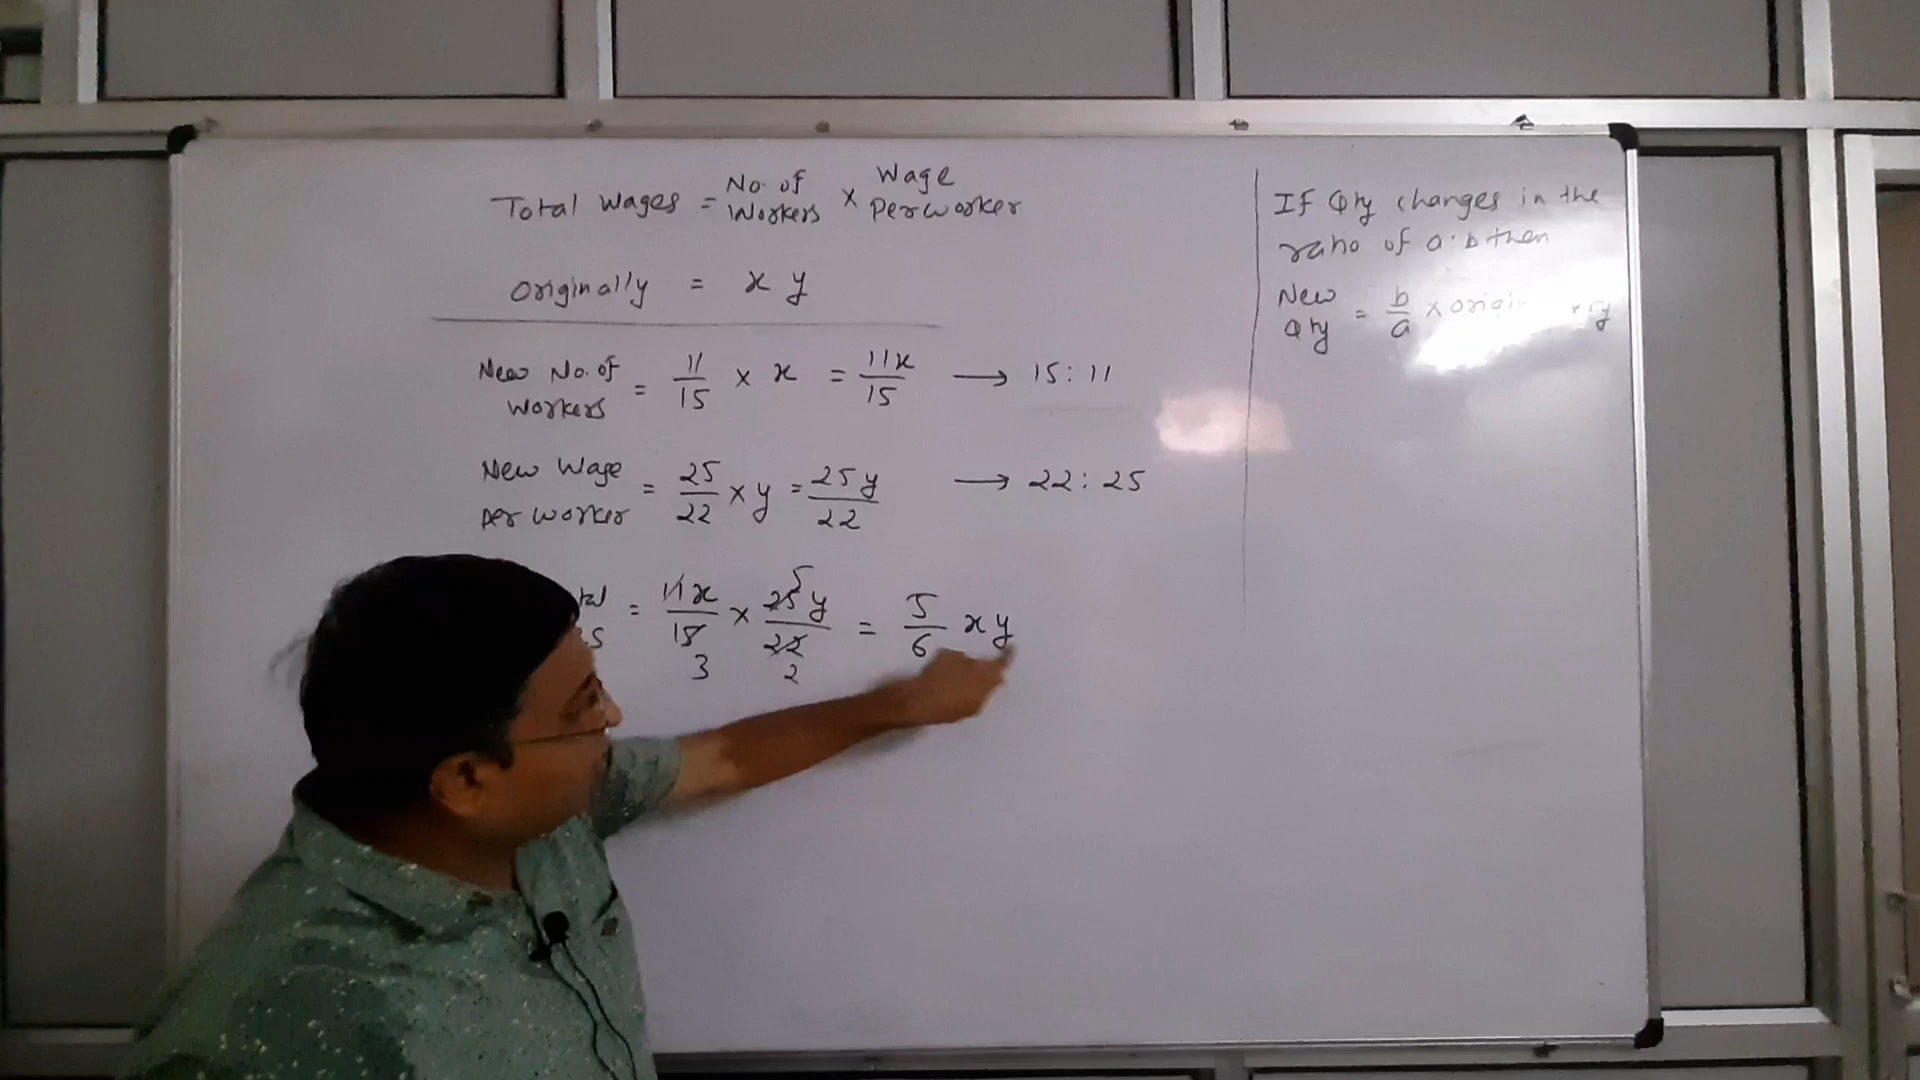 Total Wages = No. of Workers × Wage Per worker
Originally = x y
New No. of Workers = 11/15 × x = 11x/15 → 15 : 11
New Wage per worker = 25/22 × y = 25y/22 → 22 : 25
= 11x/15 × 25y/22 = 5/6 xy
5
3 2
If Qty changes in the
ratio of a:b then
New Qty = b/a ×